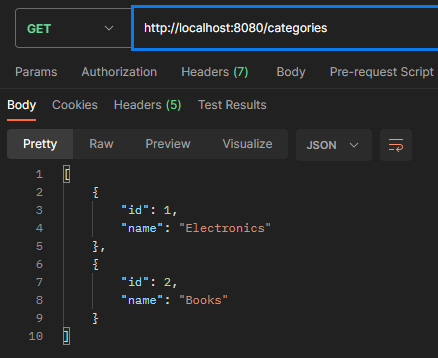 GET http://localhost:8080/categories
Params Authorization Headers (7) Body Pre-request Script
Body Cookies Headers (5) Test Results
Pretty Raw Preview Visualize JSON
1 [
2 {
3 "id": 1,
4 "name": "Electronics"
5 },
6 {
7 "id": 2,
8 "name": "Books"
9 }
10 ]